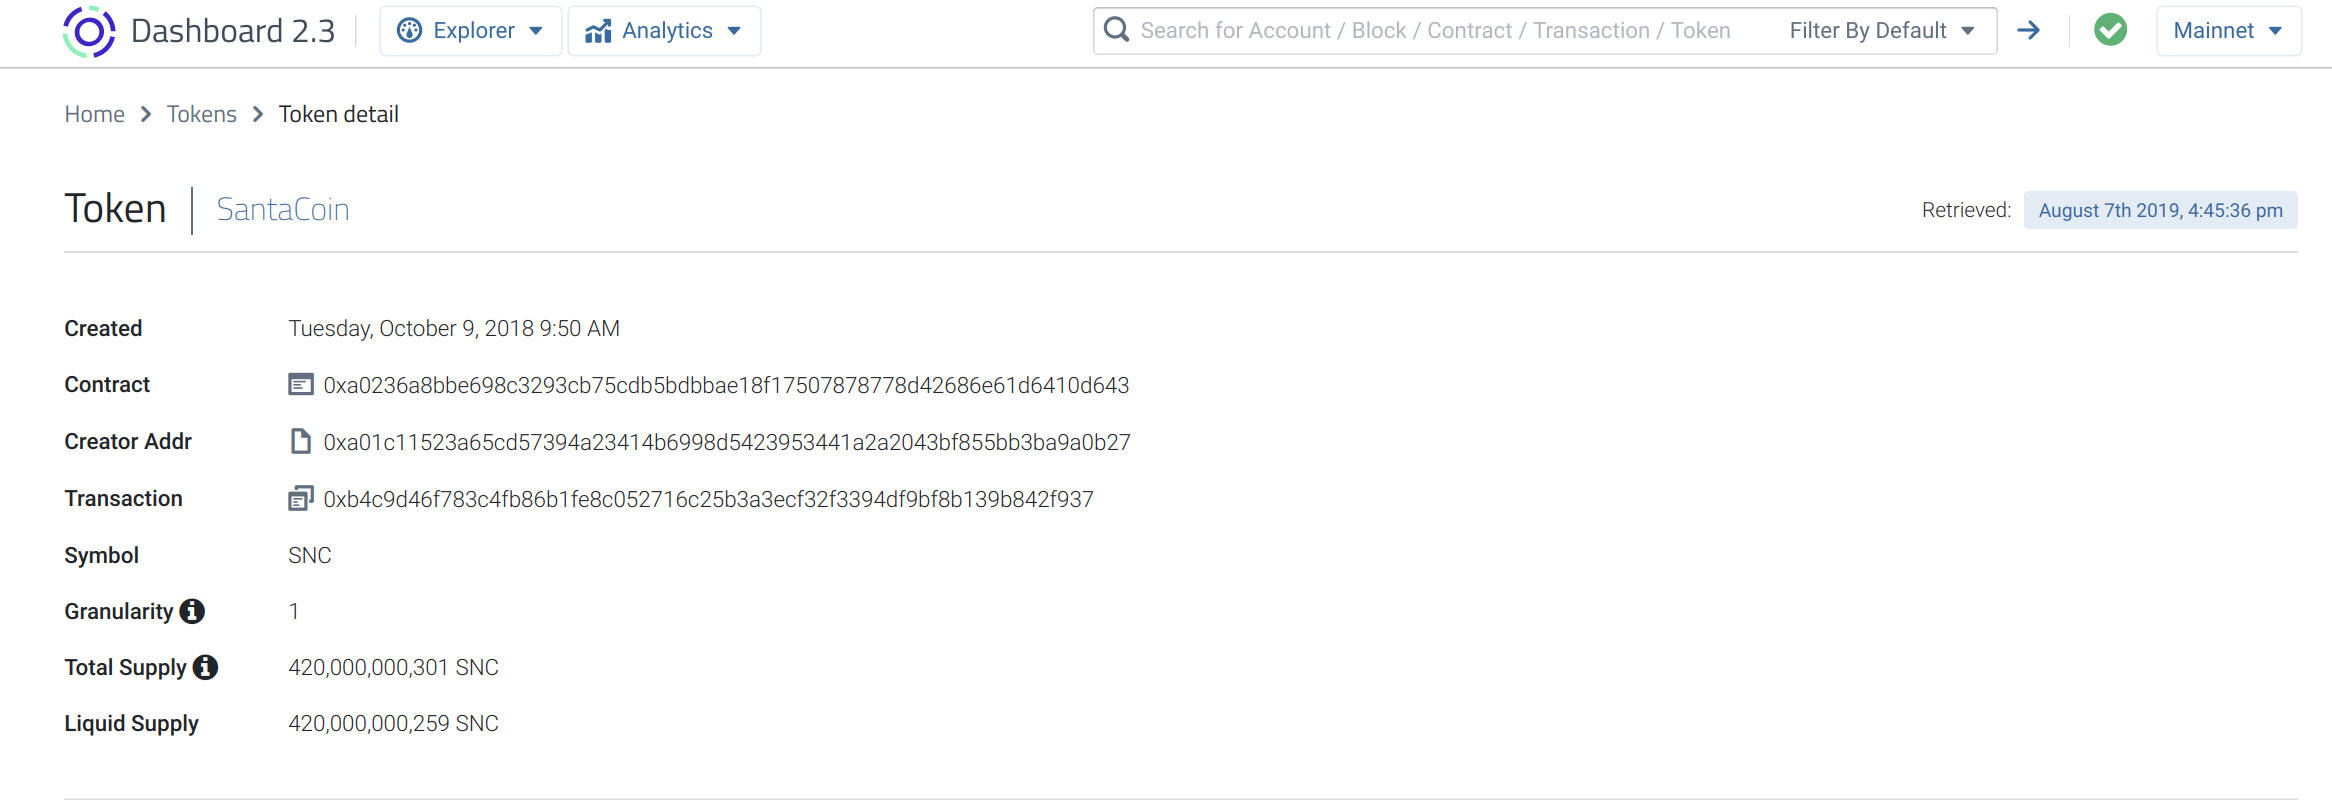 Dashboard 2.3 Explorer Analytics Search for Account / Block / Contract / Transaction / Token Filter By Default Mainnet
Home > Tokens > Token detail
Token | SantaCoin Retrieved: August 7th 2019, 4:45:36 pm
Created Tuesday, October 9, 2018 9:50 AM
Contract 0xa0236a8bbe698c3293cb75cdb5bdbbae18f17507878778d42686e61d6410d643
Creator Addr 0xa01c11523a65cd57394a23414b6998d5423953441a2a2043bf855bb3ba9a0b27
Transaction 0xb4c9d46f783c4fb86b1fe8c052716c25b3a3ecf32f3394df9bf8b139b842f937
Symbol SNC
Granularity 1
Total Supply 420,000,000,301 SNC
Liquid Supply 420,000,000,259 SNC